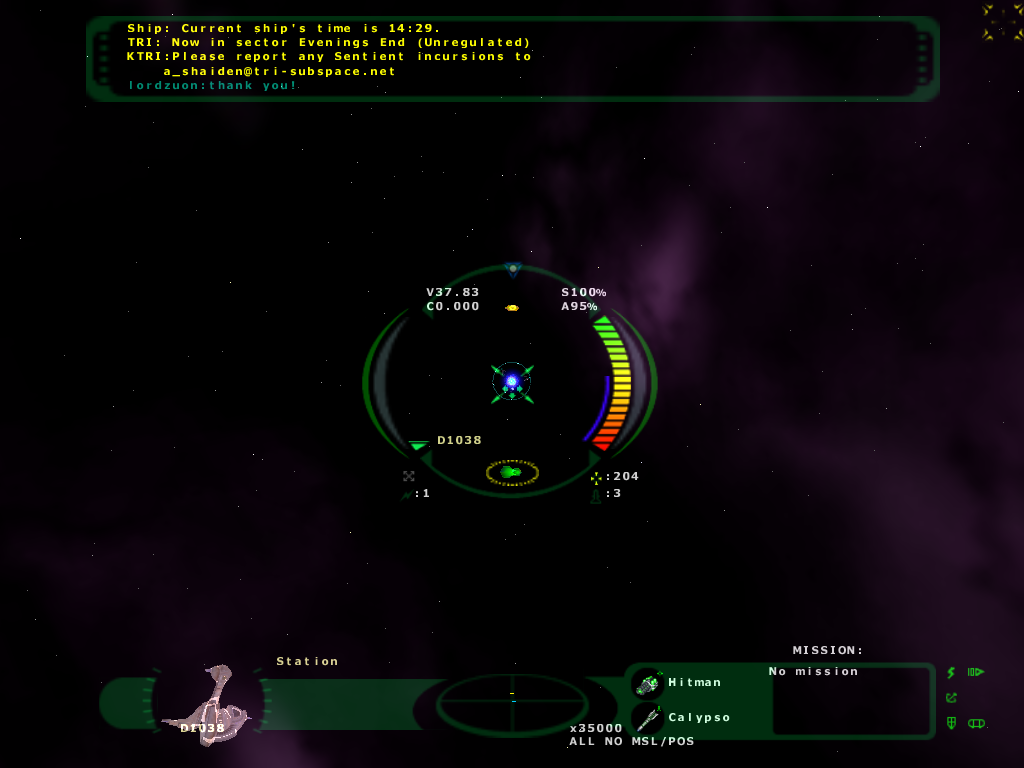 Ship: Current ship's time is 14:29.
TRI: Now in sector Evenings End (Unregulated)
KTRI:Please report any Sentient incursions to
a_shaiden@tri-subspace.net
!ordzuon:thank you!
V37.83 S100%
C0.000 A95%
D1038
:204
:1 :3
MISSION:
Station
No mission
Hitman
Calypso
D1038
x35000
ALL NO MSL/POS